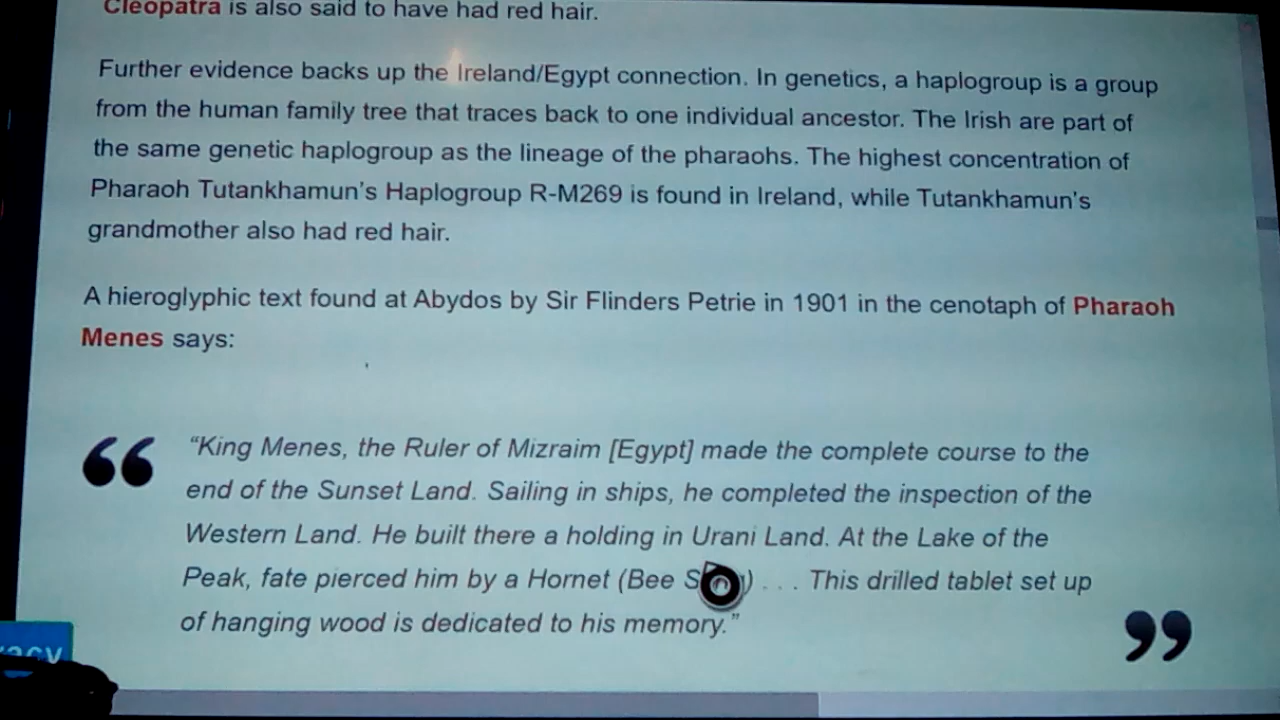 Cleopatra is also said to have had red hair.
Further evidence backs up the Ireland/Egypt connection. In genetics, a haplogroup is a group
from the human family tree that traces back to one individual ancestor. The Irish are part of
the same genetic haplogroup as the lineage of the pharaohs. The highest concentration of
Pharaoh Tutankhamun's Haplogroup R-M269 is found in Ireland, while Tutankhamun's
grandmother also had red hair.
A hieroglyphic text found at Abydos by Sir Flinders Petrie in 1901 in the cenotaph of Pharaoh
Menes says:
“King Menes, the Ruler of Mizraim [Egypt] made the complete course to the
end of the Sunset Land. Sailing in ships, he completed the inspection of the
Western Land. He built there a holding in Urani Land. At the Lake of the
Peak, fate pierced him by a Hornet (Bee . . . This drilled tablet set up
of hanging wood is dedicated to his memory.”